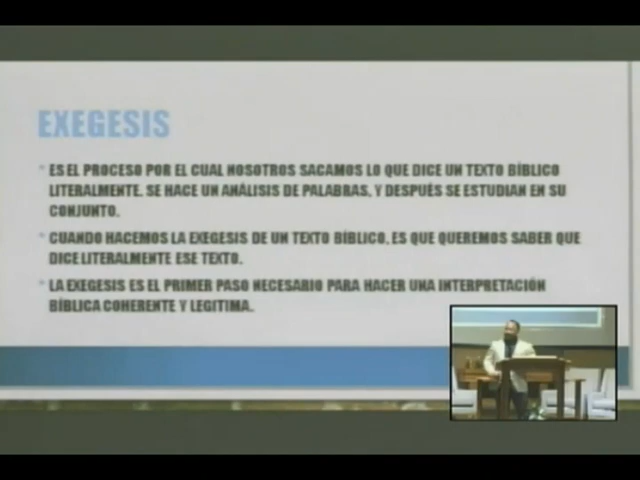 EXEGESIS
ES EL PROCESO POR EL CUAL NOSOTROS SACAMOS LO QUE DICE UN TEXTO BÍBLICO
LITERALMENTE. SE HACE UN ANÁLISIS DE PALABRAS, Y DESPUÉS SE ESTUDIAN EN SU
CONJUNTO.
CUANDO HACEMOS LA EXEGESIS DE UN TEXTO BÍBLICO, ES QUE QUEREMOS SABER QUE
DICE LITERALMENTE ESE TEXTO.
LA EXEGESIS ES EL PRIMER PASO NECESARIO PARA HACER UNA INTERPRETACIÓN
BÍBLICA COHERENTE Y LEGITIMA.